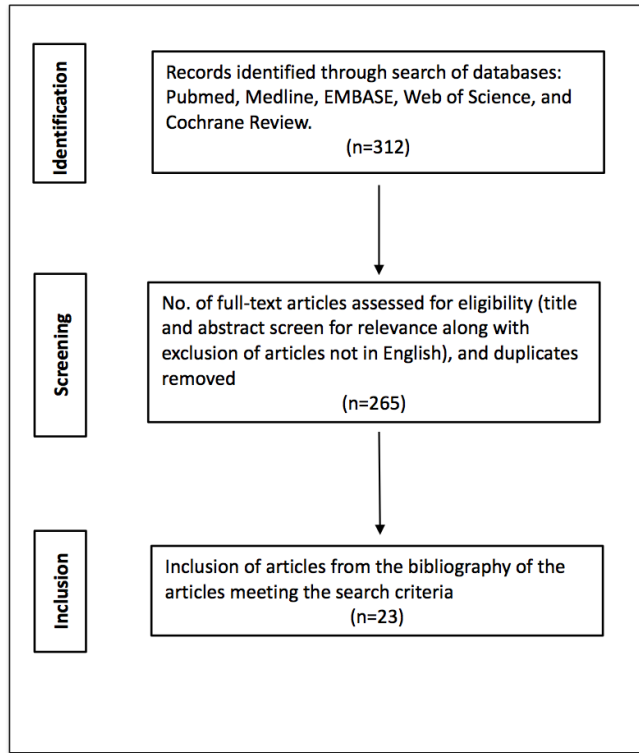 Identification
Records identified through search of databases:
Pubmed, Medline, EMBASE, Web of Science, and
Cochrane Review.
(n=312)
Screening
No. of full-text articles assessed for eligibility (title
and abstract screen for relevance along with
exclusion of articles not in English), and duplicates
removed
(n=265)
Inclusion
Inclusion of articles from the bibliography of the
articles meeting the search criteria
(n=23)